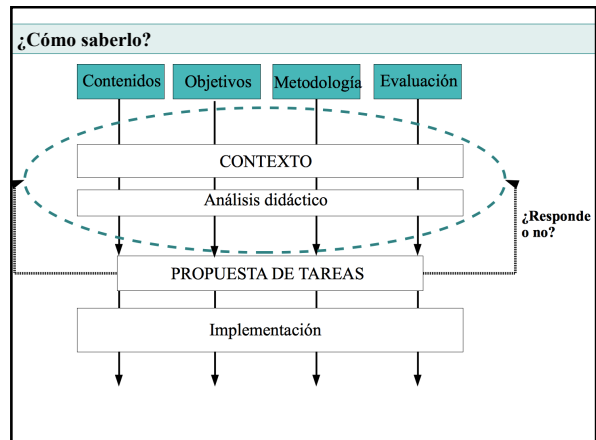 ¿Cómo saberlo?
Contenidos
Objetivos
Metodología
Evaluación
CONTEXTO
Análisis didáctico
¿Responde
o no?
PROPUESTA DE TAREAS
Implementación